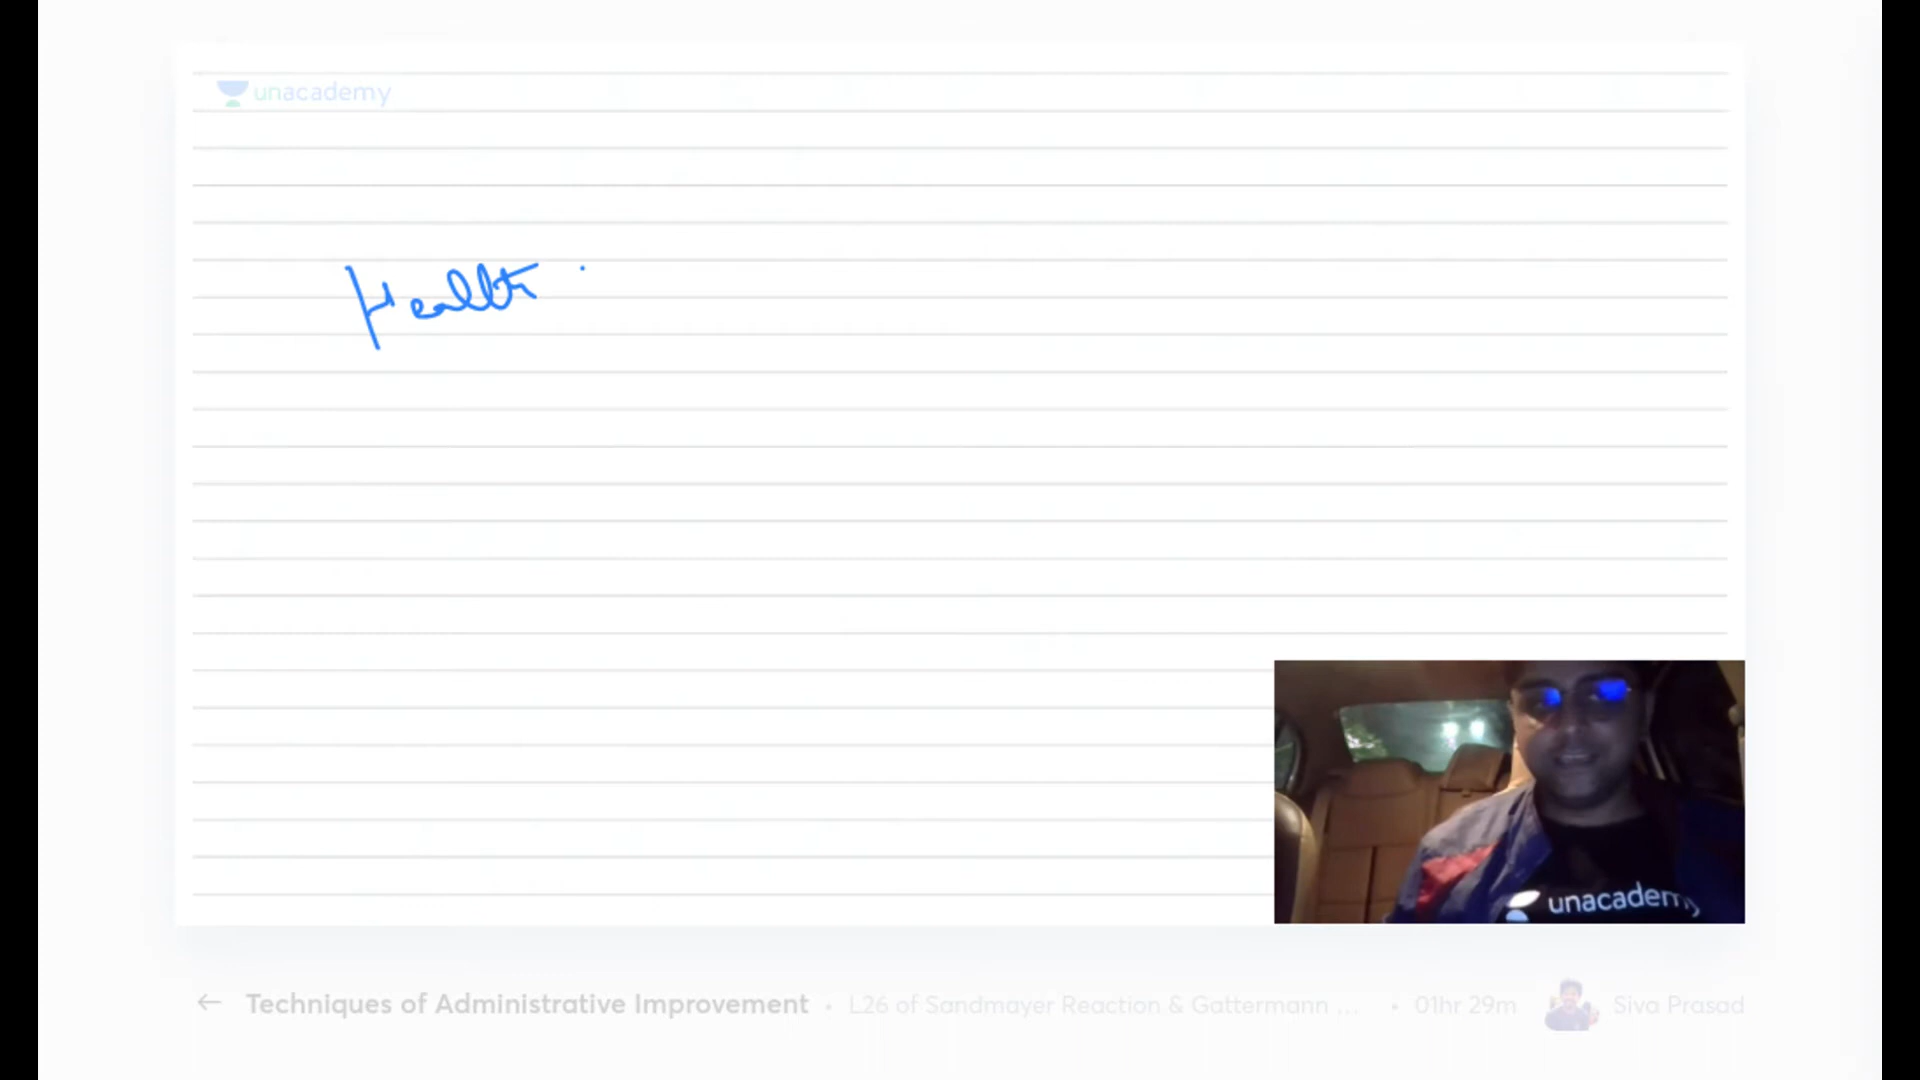 unacademy
Health
unacademy
Techniques of Administrative Improvement • L26 of Sandmayer Reaction & Gattermann ... • 01hr 29m Siva Prasad